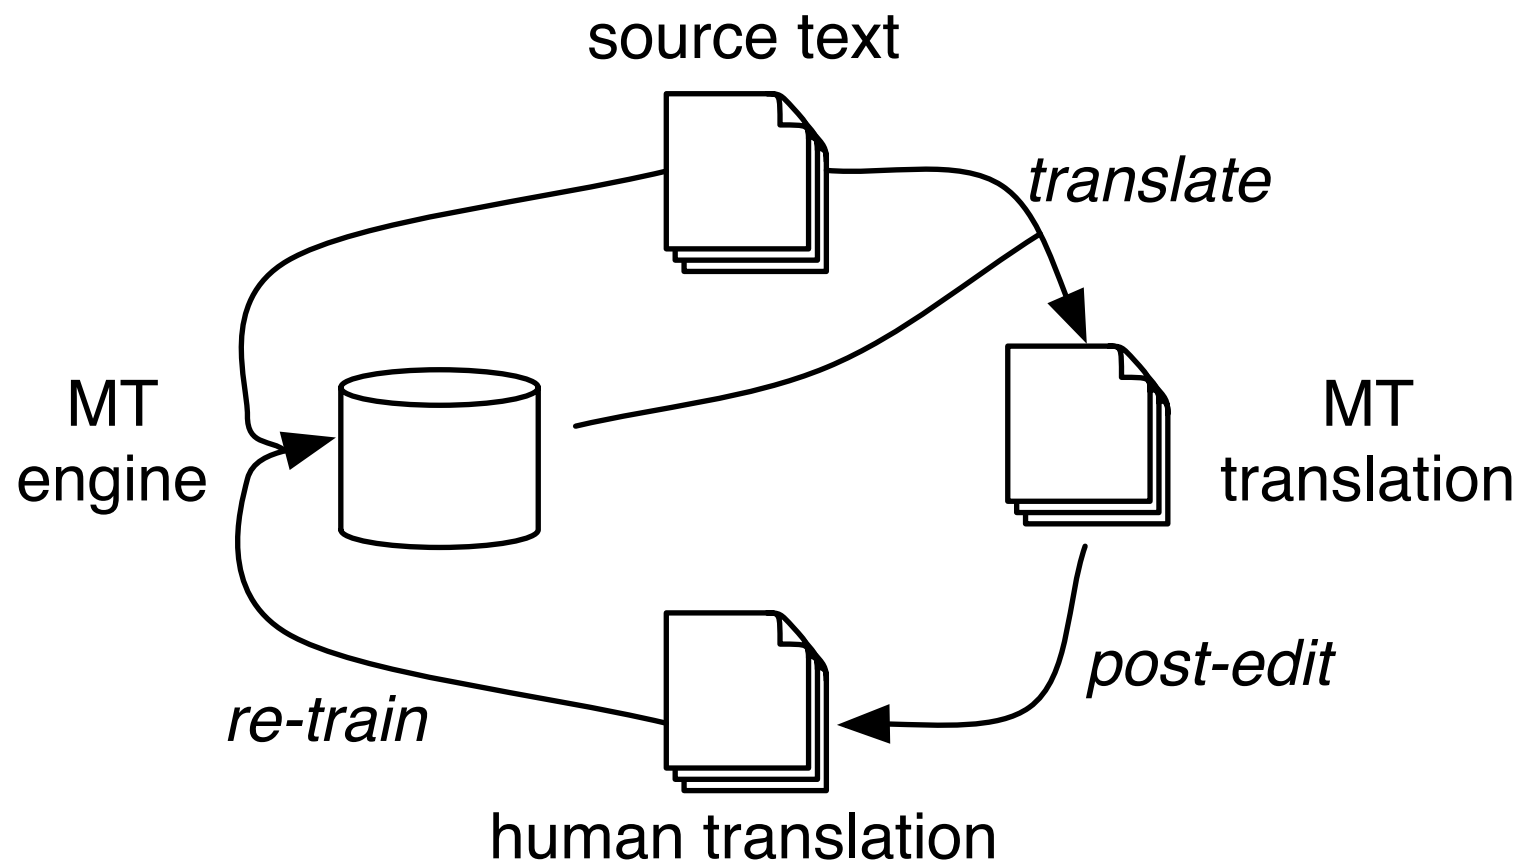 source text
translate
MT
engine
MT
translation
post-edit
re-train
human translation